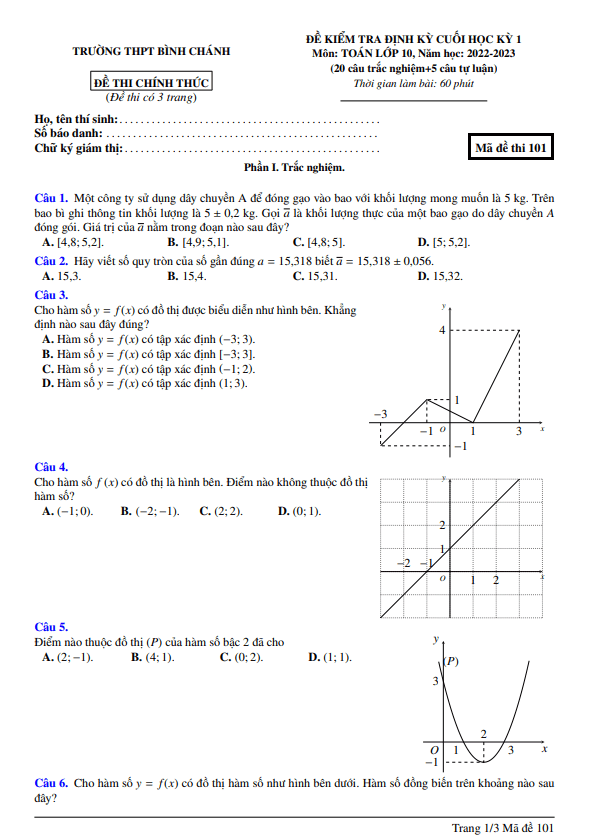 TRƯỜNG THPT BÌNH CHÁNH
ĐỀ THI CHÍNH THỨC
(Đề thi có 3 trang)
ĐỀ KIỂM TRA ĐỊNH KỲ CUỐI HỌC KỲ 1
Môn: TOÁN LỚP 10, Năm học: 2022-2023
(20 câu trắc nghiệm+5 câu tự luận)
Thời gian làm bài: 60 phút
Họ, tên thí sinh:
Số báo danh:
Chữ ký giám thị:
Mã đề thi 101
Phần I. Trắc nghiệm.
Câu 1. Một công ty sử dụng dây chuyền A để đóng gạo vào bao với khối lượng mong muốn là 5 kg. Trên
bao bì ghi thông tin khối lượng là 5 ± 0,2 kg. Gọi a̅ là khối lượng thực của một bao gạo do dây chuyền A
đóng gói. Giá trị của a̅ nằm trong đoạn nào sau đây?
A. [4,8; 5,2]. B. [4,9; 5,1]. C. [4,8; 5]. D. [5; 5,2].
Câu 2. Hãy viết số quy tròn của số gần đúng a = 15,318 biết a̅ = 15,318 ± 0,056.
A. 15,3. B. 15,4. C. 15,31. D. 15,32.
Câu 3.
Cho hàm số y = f(x) có đồ thị được biểu diễn như hình bên. Khẳng
định nào sau đây đúng?
A. Hàm số y = f(x) có tập xác định (−3; 3).
B. Hàm số y = f(x) có tập xác định [−3; 3].
C. Hàm số y = f(x) có tập xác định (−1; 2).
D. Hàm số y = f(x) có tập xác định (1; 3).
y
4
1
−3
−1 O 1 3 x
−1
Câu 4.
Cho hàm số f (x) có đồ thị là hình bên. Điểm nào không thuộc đồ thị
hàm số?
A. (−1; 0). B. (−2; −1). C. (2; 2). D. (0; 1).
y
2
1
−2 −1
O 1 2 x
Câu 5.
Điểm nào thuộc đồ thị (P) của hàm số bậc 2 đã cho
A. (2; −1). B. (4; 1). C. (0; 2). D. (1; 1).
y
(P)
3
2
O 1 3 x
−1
Câu 6. Cho hàm số y = f(x) có đồ thị hàm số như hình bên dưới. Hàm số đồng biến trên khoảng nào sau
đây?
Trang 1/3 Mã đề 101